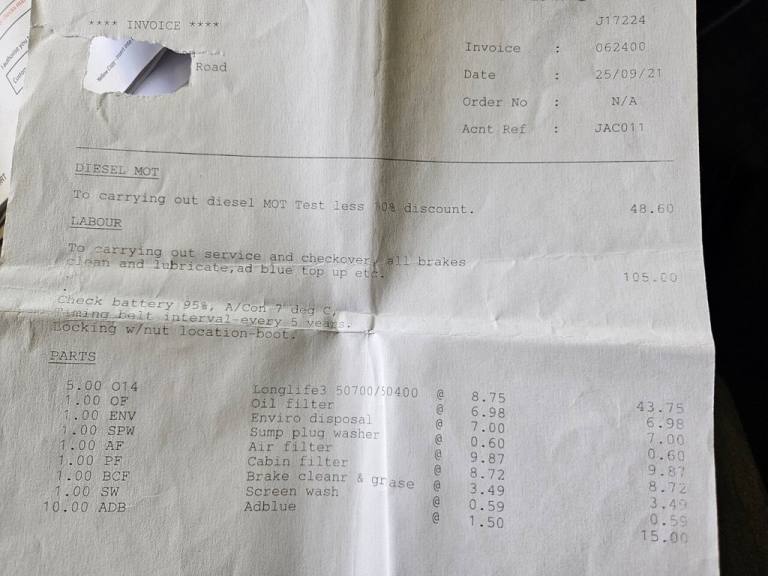 **** INVOICE ****
J17224
Road
Invoice : 062400
Date : 25/09/21
Order No : N/A
Acnt Ref : JAC011
DIESEL MOT
To carrying out diesel MOT Test less 10% discount. 48.60
LABOUR
To carrying out service and checkover, all brakes
clean and lubricate,ad blue top up etc. 105.00
.
Check battery 95%, A/Con 7 deg C,
Timing belt interval-every 5 years.
Locking w/nut location-boot.
PARTS
5.00 O14 Longlife3 50700/50400 @ 8.75 43.75
1.00 OF Oil filter @ 6.98 6.98
1.00 ENV Enviro disposal @ 7.00 7.00
1.00 SPW Sump plug washer @ 0.60 0.60
1.00 AF Air filter @ 9.87 9.87
1.00 PF Cabin filter @ 8.72 8.72
1.00 BCF Brake cleanr & grase @ 3.49 3.49
1.00 SW Screen wash @ 0.59 0.59
10.00 ADB Adblue @ 1.50 15.00